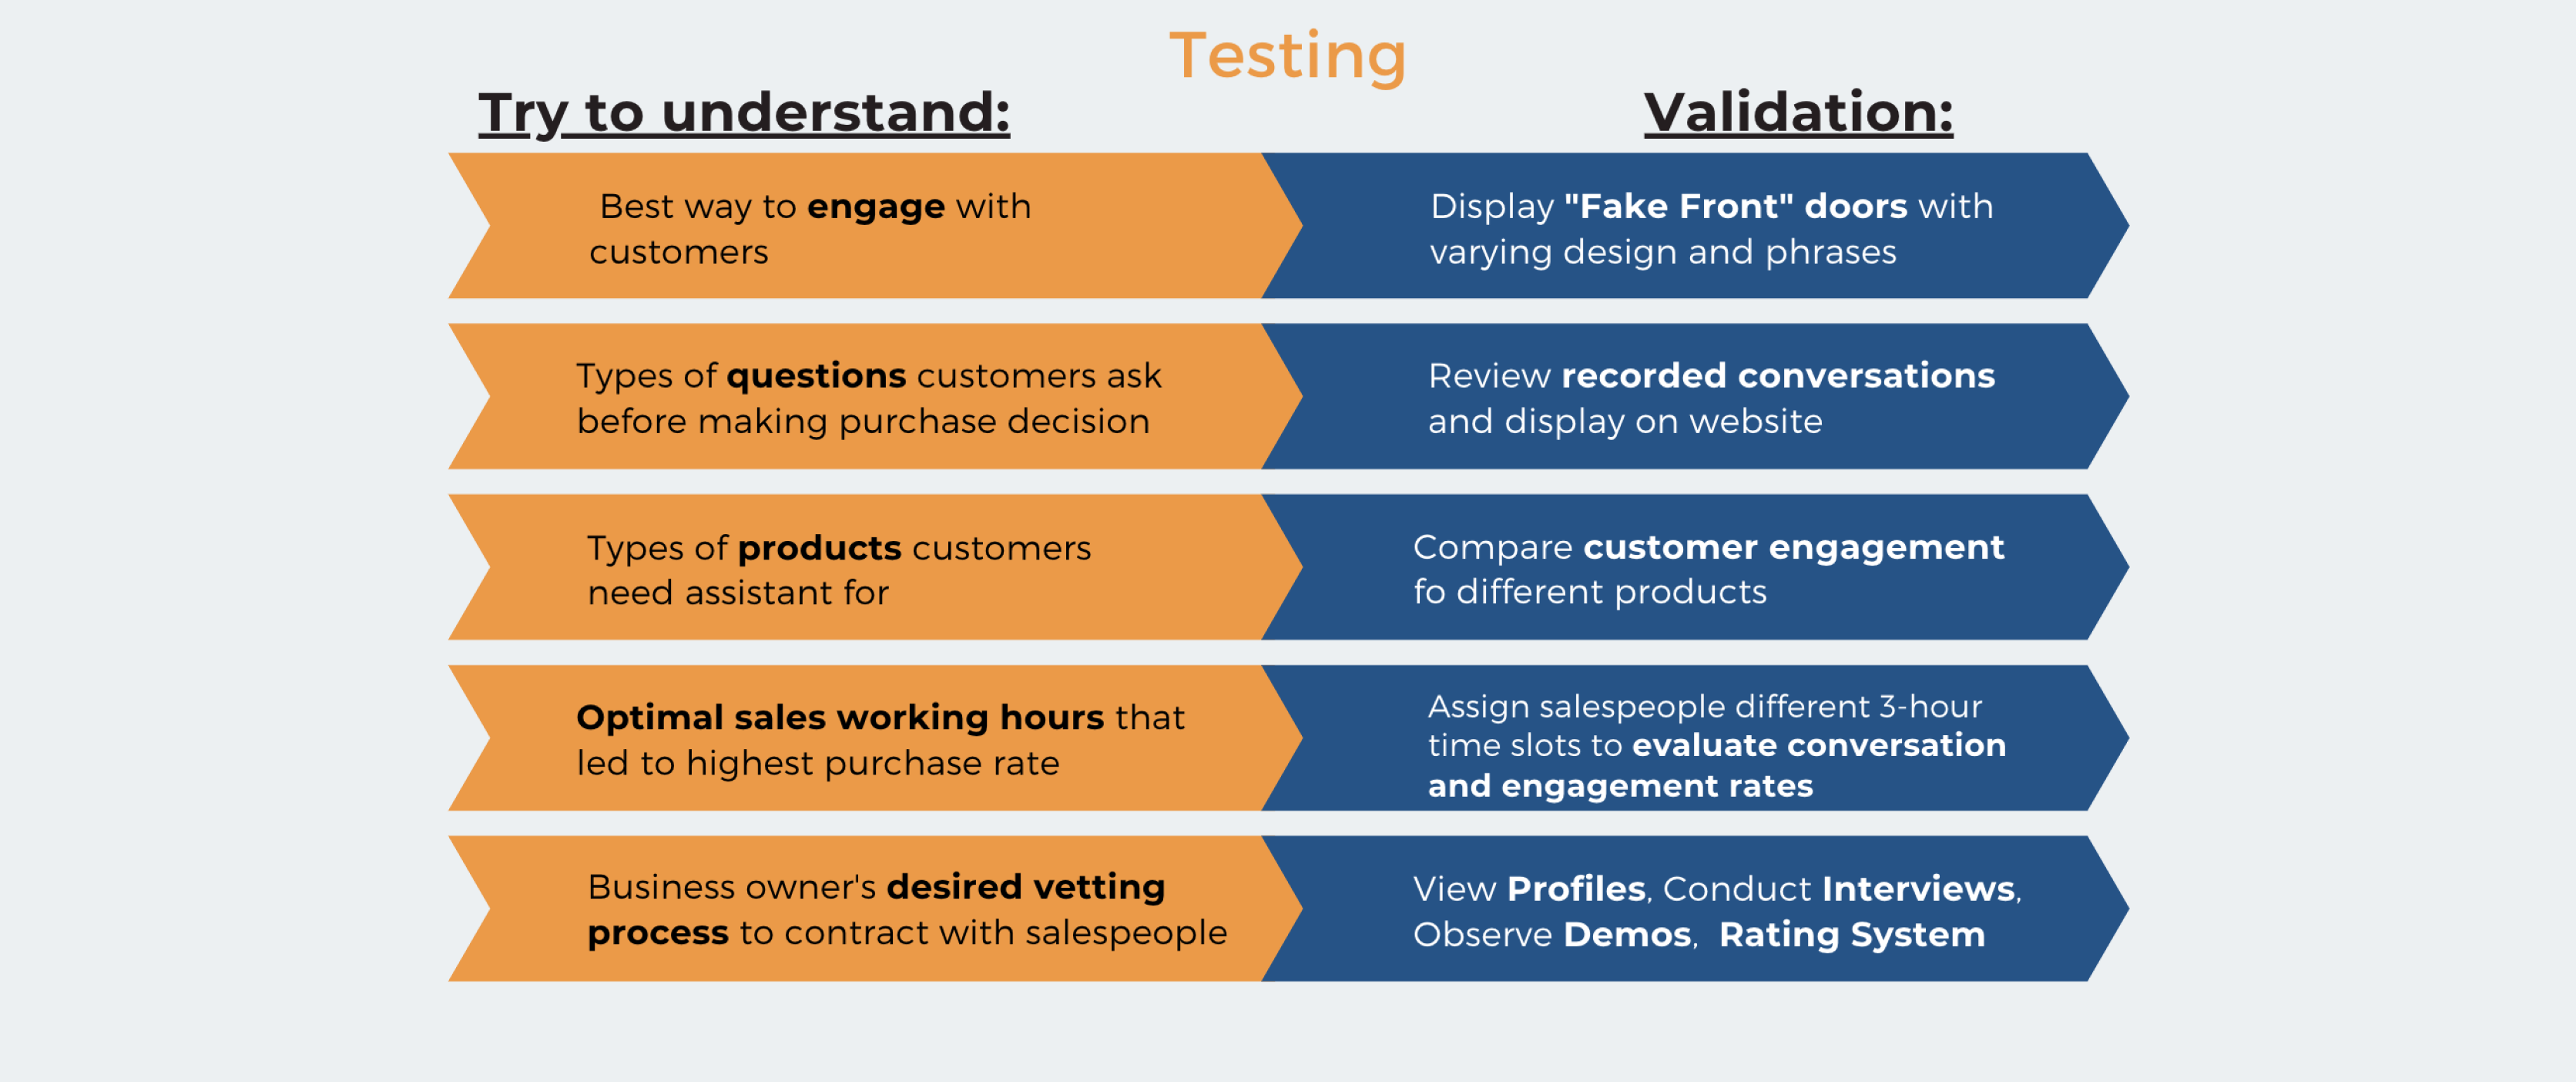 Testing
Try to understand:
Validation:
Best way to engage with
customers
Display "Fake Front" doors with
varying design and phrases
Types of questions customers ask
before making purchase decision
Review recorded conversations
and display on website
Types of products customers
need assistant for
Compare customer engagement
fo different products
Optimal sales working hours that
led to highest purchase rate
Assign salespeople different 3-hour
time slots to evaluate conversation
and engagement rates
Business owner's desired vetting
process to contract with salespeople
View Profiles, Conduct Interviews,
Observe Demos, Rating System